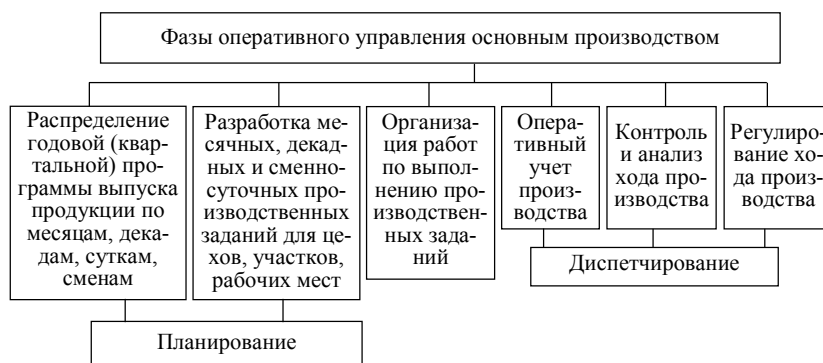 Фазы оперативного управления основным производством
Распределение
годовой (квар-
тальной) про-
граммы выпуска
продукции по
месяцам, дека-
дам, суткам,
сменам
Разработка ме-
сячных, декад-
ных и сменно-
суточных про-
изводственных
заданий для це-
хов, участков,
рабочих мест
Организа-
ция работ
по выпол-
нению про-
изводствен-
ных зада-
ний
Опера-
тивный
учет
произ-
водства
Контроль
и анализ
хода про-
изводства
Регулиро-
вание хо-
да произ-
водства
Планирование
Диспетчирование